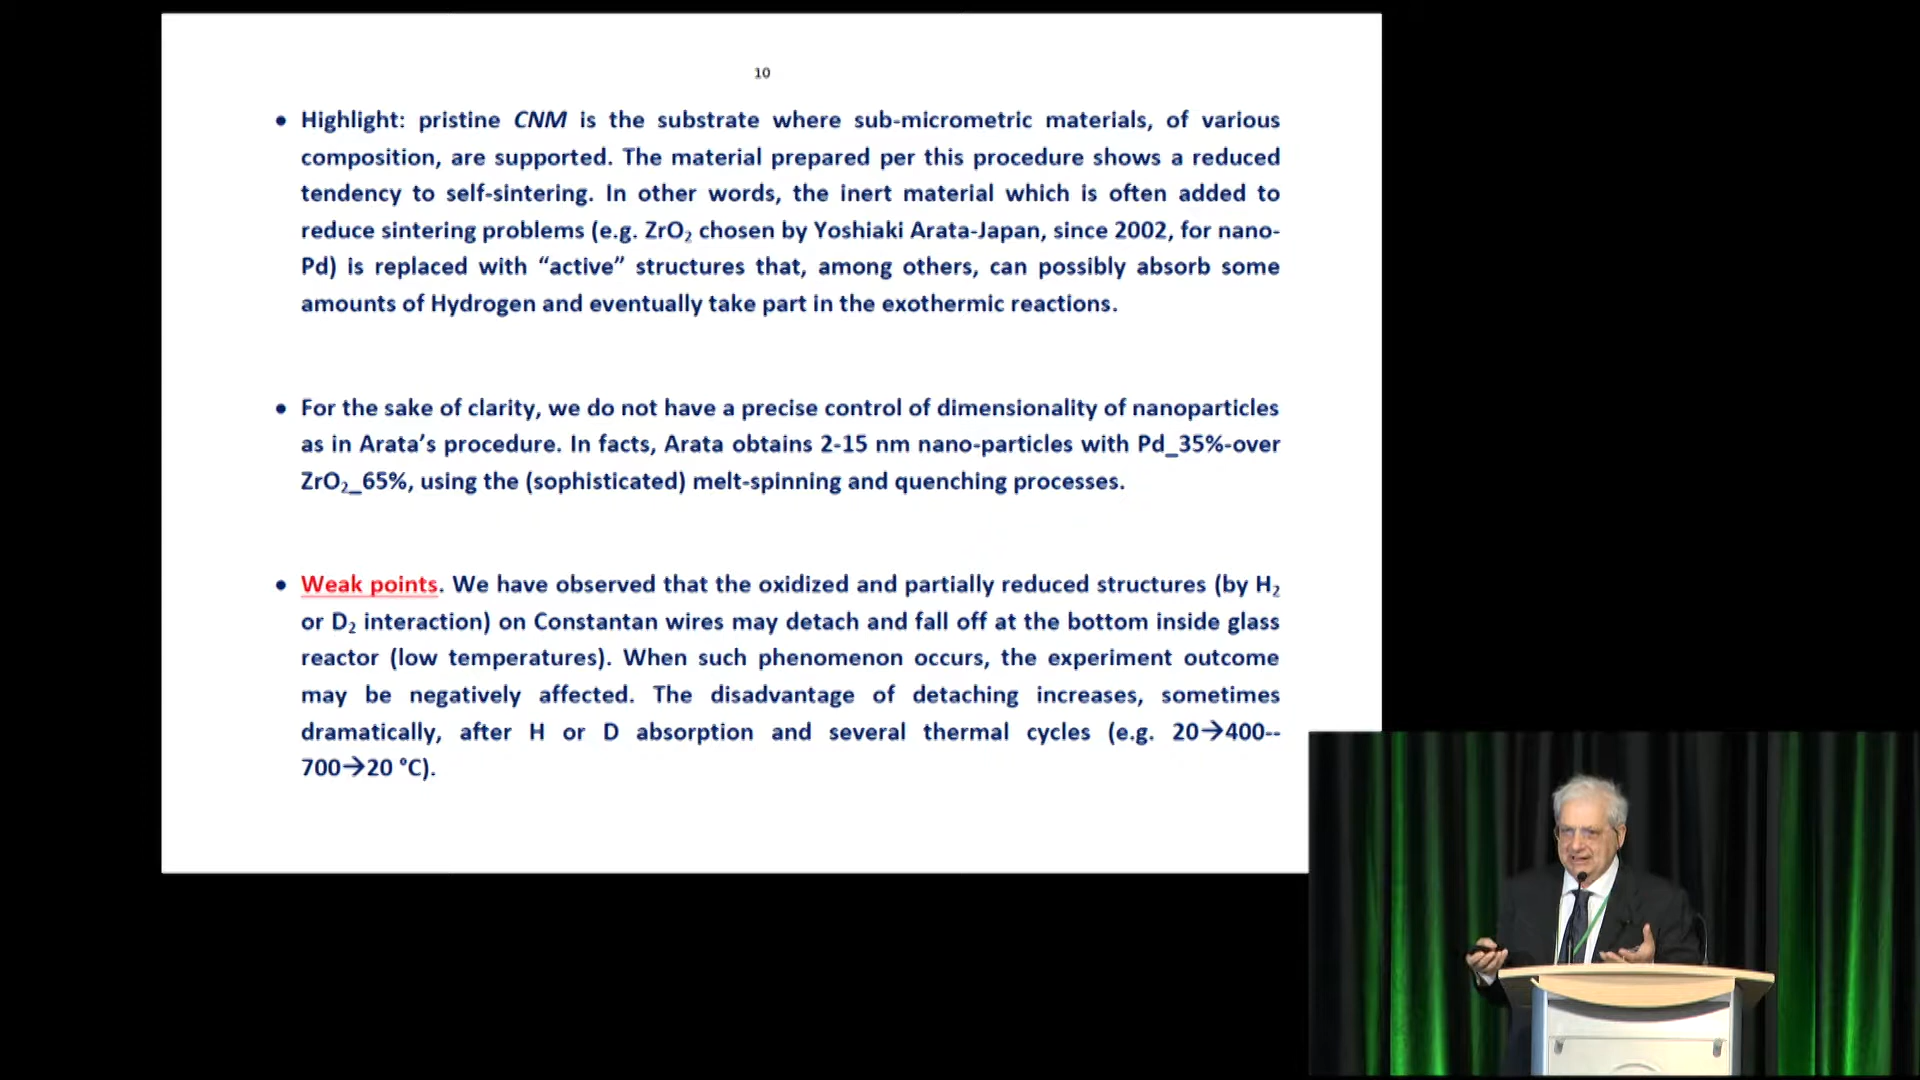 10
• Highlight: pristine CNM is the substrate where sub-micrometric materials, of various
composition, are supported. The material prepared per this procedure shows a reduced
tendency to self-sintering. In other words, the inert material which is often added to
reduce sintering problems (e.g. ZrO₂ chosen by Yoshiaki Arata-Japan, since 2002, for nano-
Pd) is replaced with “active” structures that, among others, can possibly absorb some
amounts of Hydrogen and eventually take part in the exothermic reactions.
• For the sake of clarity, we do not have a precise control of dimensionality of nanoparticles
as in Arata’s procedure. In facts, Arata obtains 2-15 nm nano-particles with Pd_35%-over
ZrO₂_65%, using the (sophisticated) melt-spinning and quenching processes.
• Weak points. We have observed that the oxidized and partially reduced structures (by H₂
or D₂ interaction) on Constantan wires may detach and fall off at the bottom inside glass
reactor (low temperatures). When such phenomenon occurs, the experiment outcome
may be negatively affected. The disadvantage of detaching increases, sometimes
dramatically, after H or D absorption and several thermal cycles (e.g. 20→400--
700→20 °C).